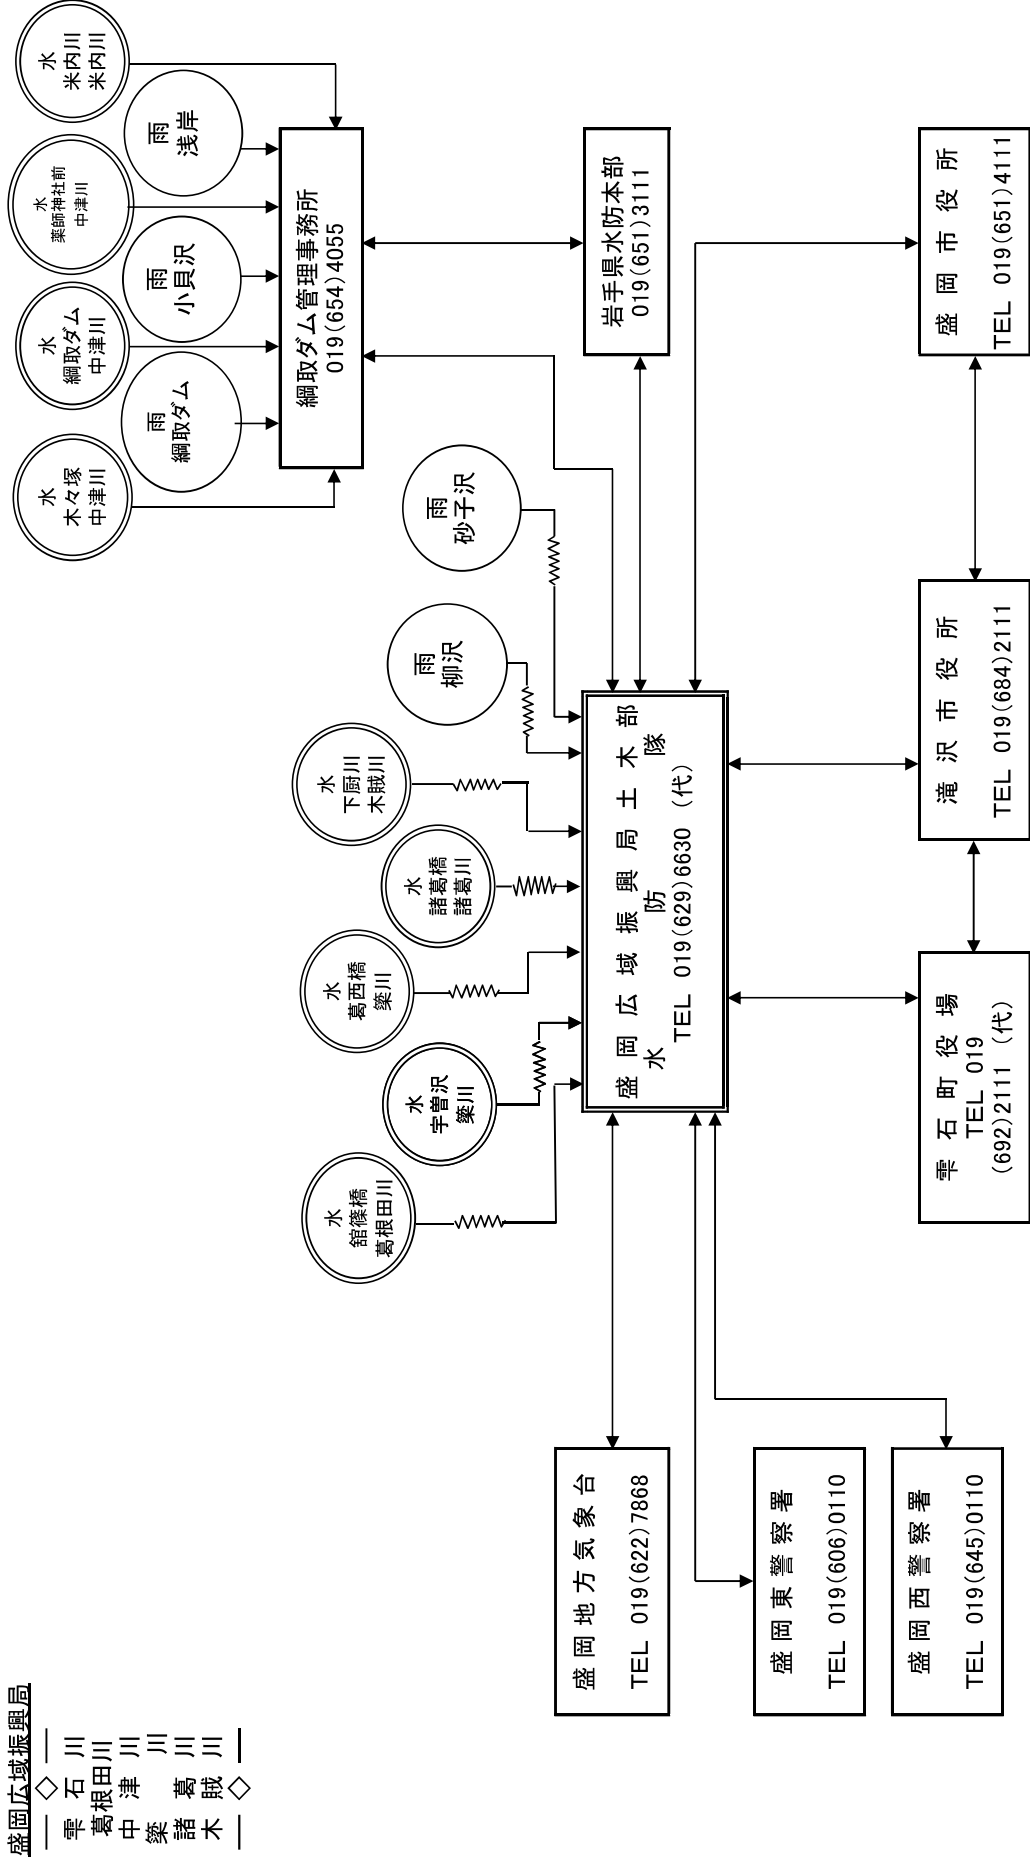 盛岡広域振興局
雫石川
葛根田川
中津川
簗川
諸葛川
木賊川
水
舘篠橋
葛根田川
水
宇曽沢
簗川
水
葛西橋
簗川
水
諸葛橋
諸葛川
水
下厨川
木賊川
雨
柳沢
雨
砂子沢
水
木々塚
中津川
雨
綱取ダム
水
綱取ダム
中津川
雨
小貝沢
水
薬師神社前
中津川
雨
浅岸
水
米内川
米内川
綱取ダム管理事務所
019(654)4055
岩手県水防本部
019(651)3111
盛岡広域振興局土木部
水防隊
TEL 019(629)6630 (代)
盛岡市役所
TEL 019(651)4111
滝沢市役所
TEL 019(684)2111
雫石町役場
TEL 019
(692)2111 (代)
盛岡地方気象台
TEL 019(622)7868
盛岡東警察署
TEL 019(606)0110
盛岡西警察署
TEL 019(645)0110